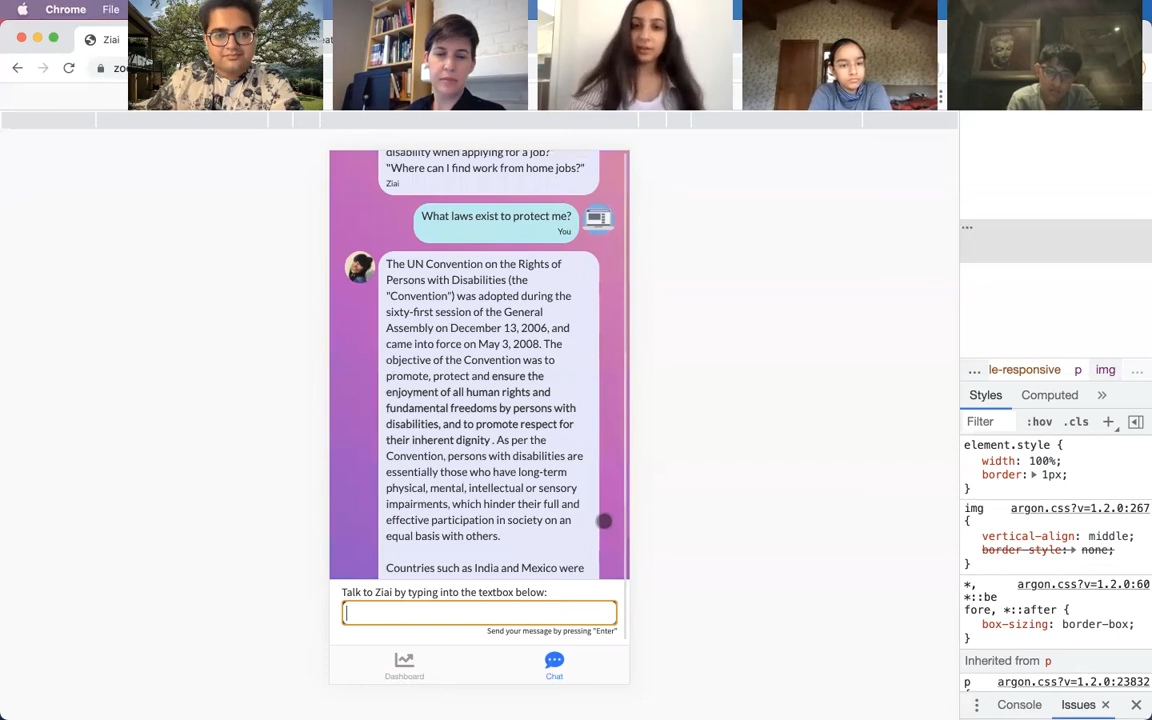 Chrome File
Ziai
disability when applying for a job?
"Where can I find work from home jobs?"
Ziai
What laws exist to protect me?
You
The UN Convention on the Rights of
Persons with Disabilities (the
"Convention") was adopted during the
sixty-first session of the General
Assembly on December 13, 2006, and
came into force on May 3, 2008. The
objective of the Convention was to
promote, protect and ensure the
enjoyment of all human rights and
fundamental freedoms by persons with
disabilities, and to promote respect for
their inherent dignity . As per the
Convention, persons with disabilities are
essentially those who have long-term
physical, mental, intellectual or sensory
impairments, which hinder their full and
effective participation in society on an
equal basis with others.
Countries such as India and Mexico were
Talk to Ziai by typing into the textbox below:
Send your message by pressing "Enter"
Dashboard
Chat
... le-responsive p img ...
Styles Computed »
Filter :hov .cls +
element.style {
width: 100%;
border: 1px;
}
img argon.css?v=1.2.0:267
{
vertical-align: middle;
border-style: none;
}
*, argon.css?v=1.2.0:60
*::be
fore, *::after {
box-sizing: border-box;
}
Inherited from p
p argon.css?v=1.2.0:23832
Console Issues ×